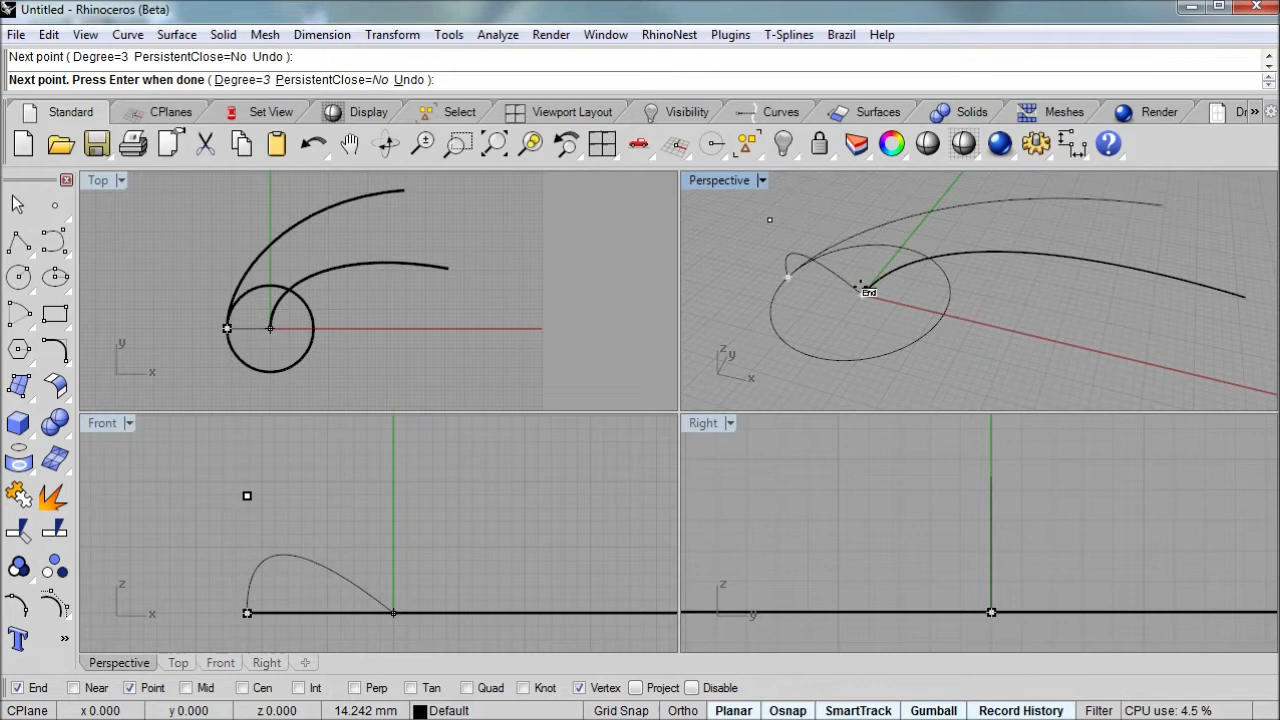 Untitled - Rhinoceros (Beta)
File Edit View Curve Surface Solid Mesh Dimension Transform Tools Analyze Render Window RhinoNest Plugins T-Splines Brazil Help
Next point ( Degree=3 PersistentClose=No Undo ):
Next point. Press Enter when done ( Degree=3 PersistentClose=No Undo ):
Standard CPlanes Set View Display Select Viewport Layout Visibility Curves Surfaces Solids Meshes Render Dr
Top
Perspective
End
y
x
z
y
x
Front
Right
z
x
z
y
Perspective Top Front Right
End Near Point Mid Cen Int Perp Tan Quad Knot Vertex Project Disable
CPlane x 0.000 y 0.000 z 0.000 14.242 mm Default Grid Snap Ortho Planar Osnap SmartTrack Gumball Record History Filter CPU use: 4.5 %